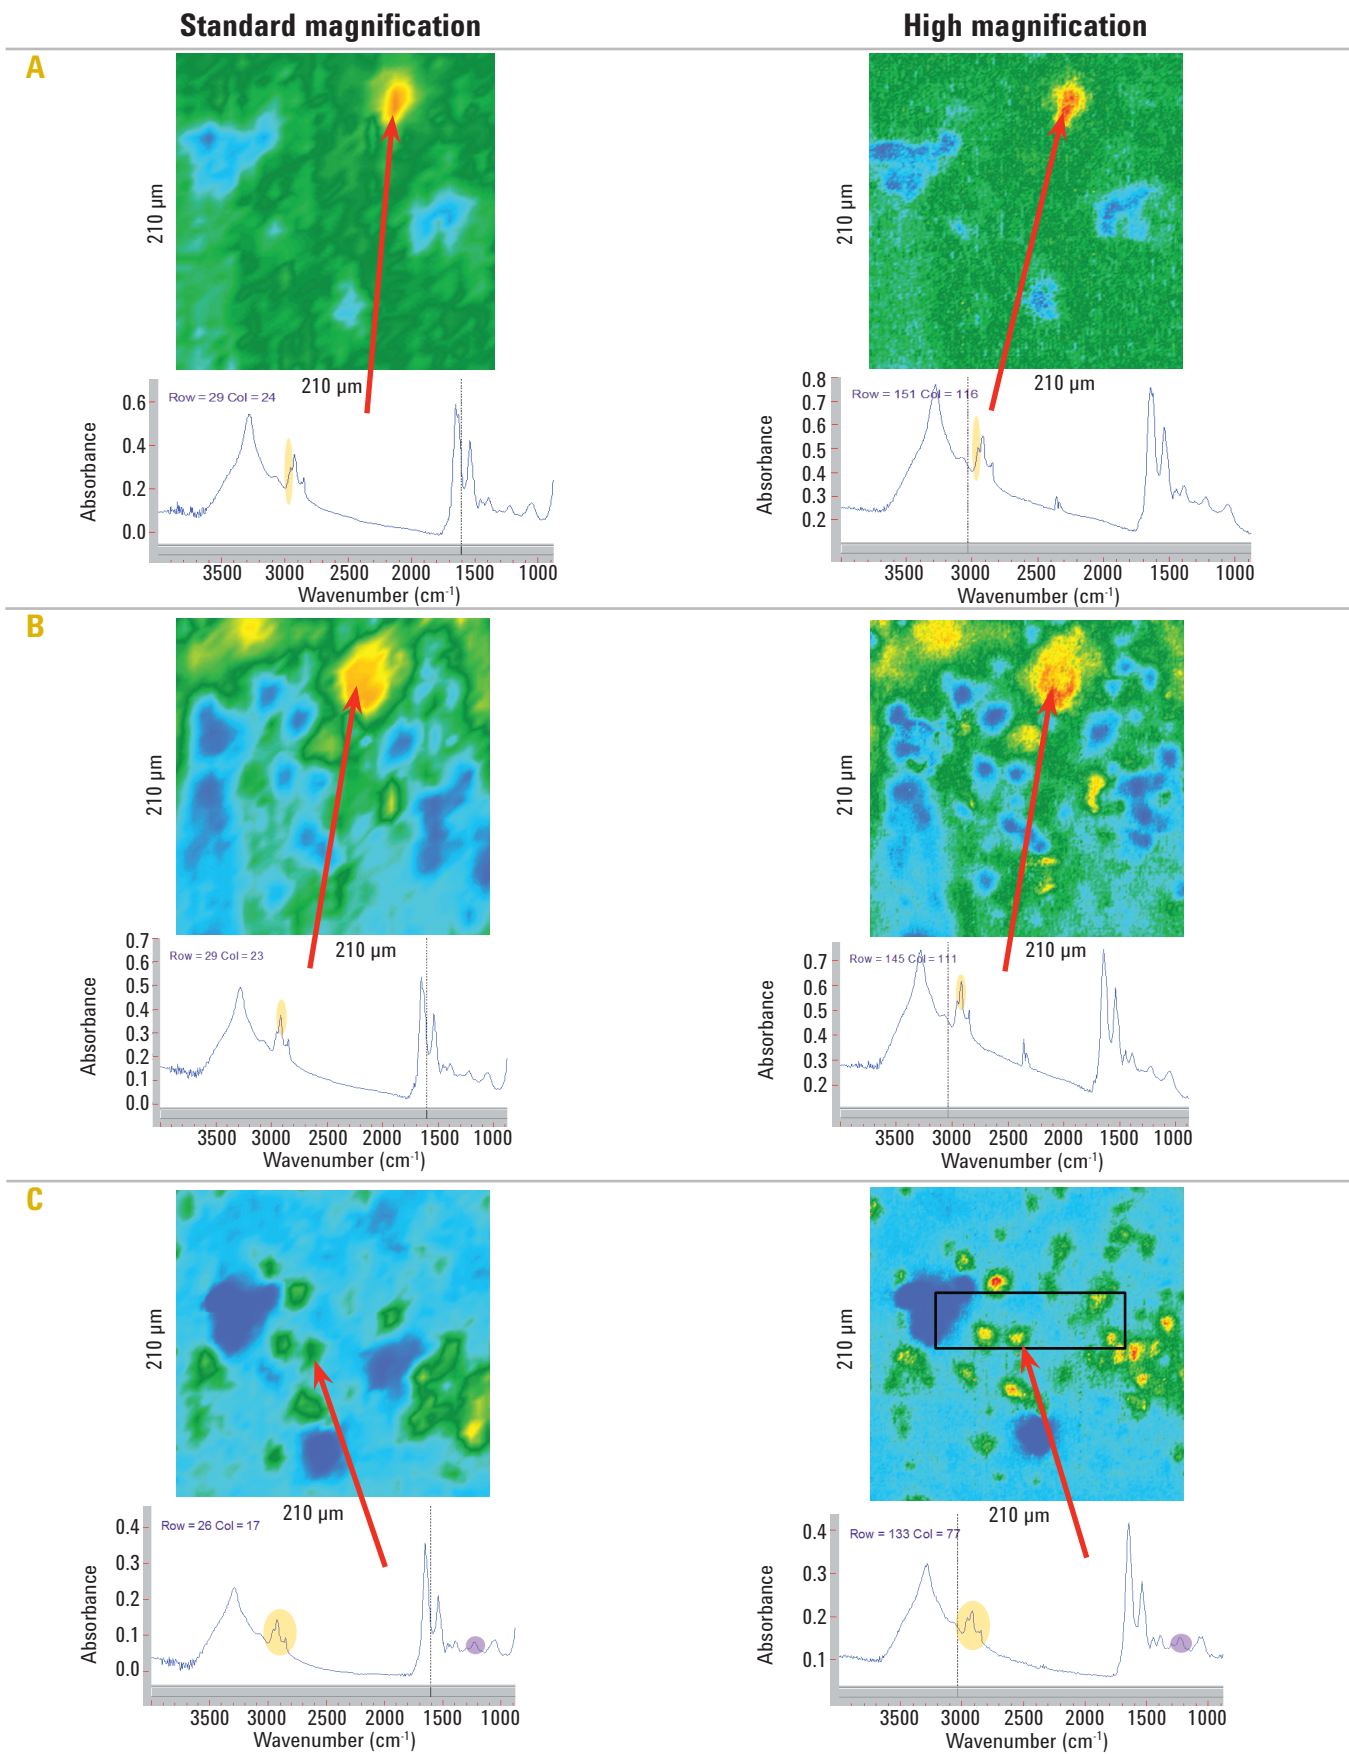 Standard magnification
High magnification
A
210 µm
210 µm
Row = 29 Col = 24
Absorbance
0.6
0.4
0.2
0.0
3500 3000 2500 2000 1500 1000
Wavenumber (cm-1)
210 µm
210 µm
Row = 151 Col = 116
Absorbance
0.8
0.7
0.6
0.5
0.4
0.3
0.2
3500 3000 2500 2000 1500 1000
Wavenumber (cm-1)
B
210 µm
210 µm
Row = 29 Col = 23
Absorbance
0.7
0.6
0.5
0.4
0.3
0.2
0.1
0.0
3500 3000 2500 2000 1500 1000
Wavenumber (cm-1)
210 µm
210 µm
Row = 145 Col = 111
Absorbance
0.7
0.6
0.5
0.4
0.3
0.2
3500 3000 2500 2000 1500 1000
Wavenumber (cm-1)
C
210 µm
210 µm
Row = 26 Col = 17
Absorbance
0.4
0.3
0.2
0.1
0.0
3500 3000 2500 2000 1500 1000
Wavenumber (cm-1)
210 µm
210 µm
Row = 133 Col = 77
Absorbance
0.4
0.3
0.2
0.1
3500 3000 2500 2000 1500 1000
Wavenumber (cm-1)